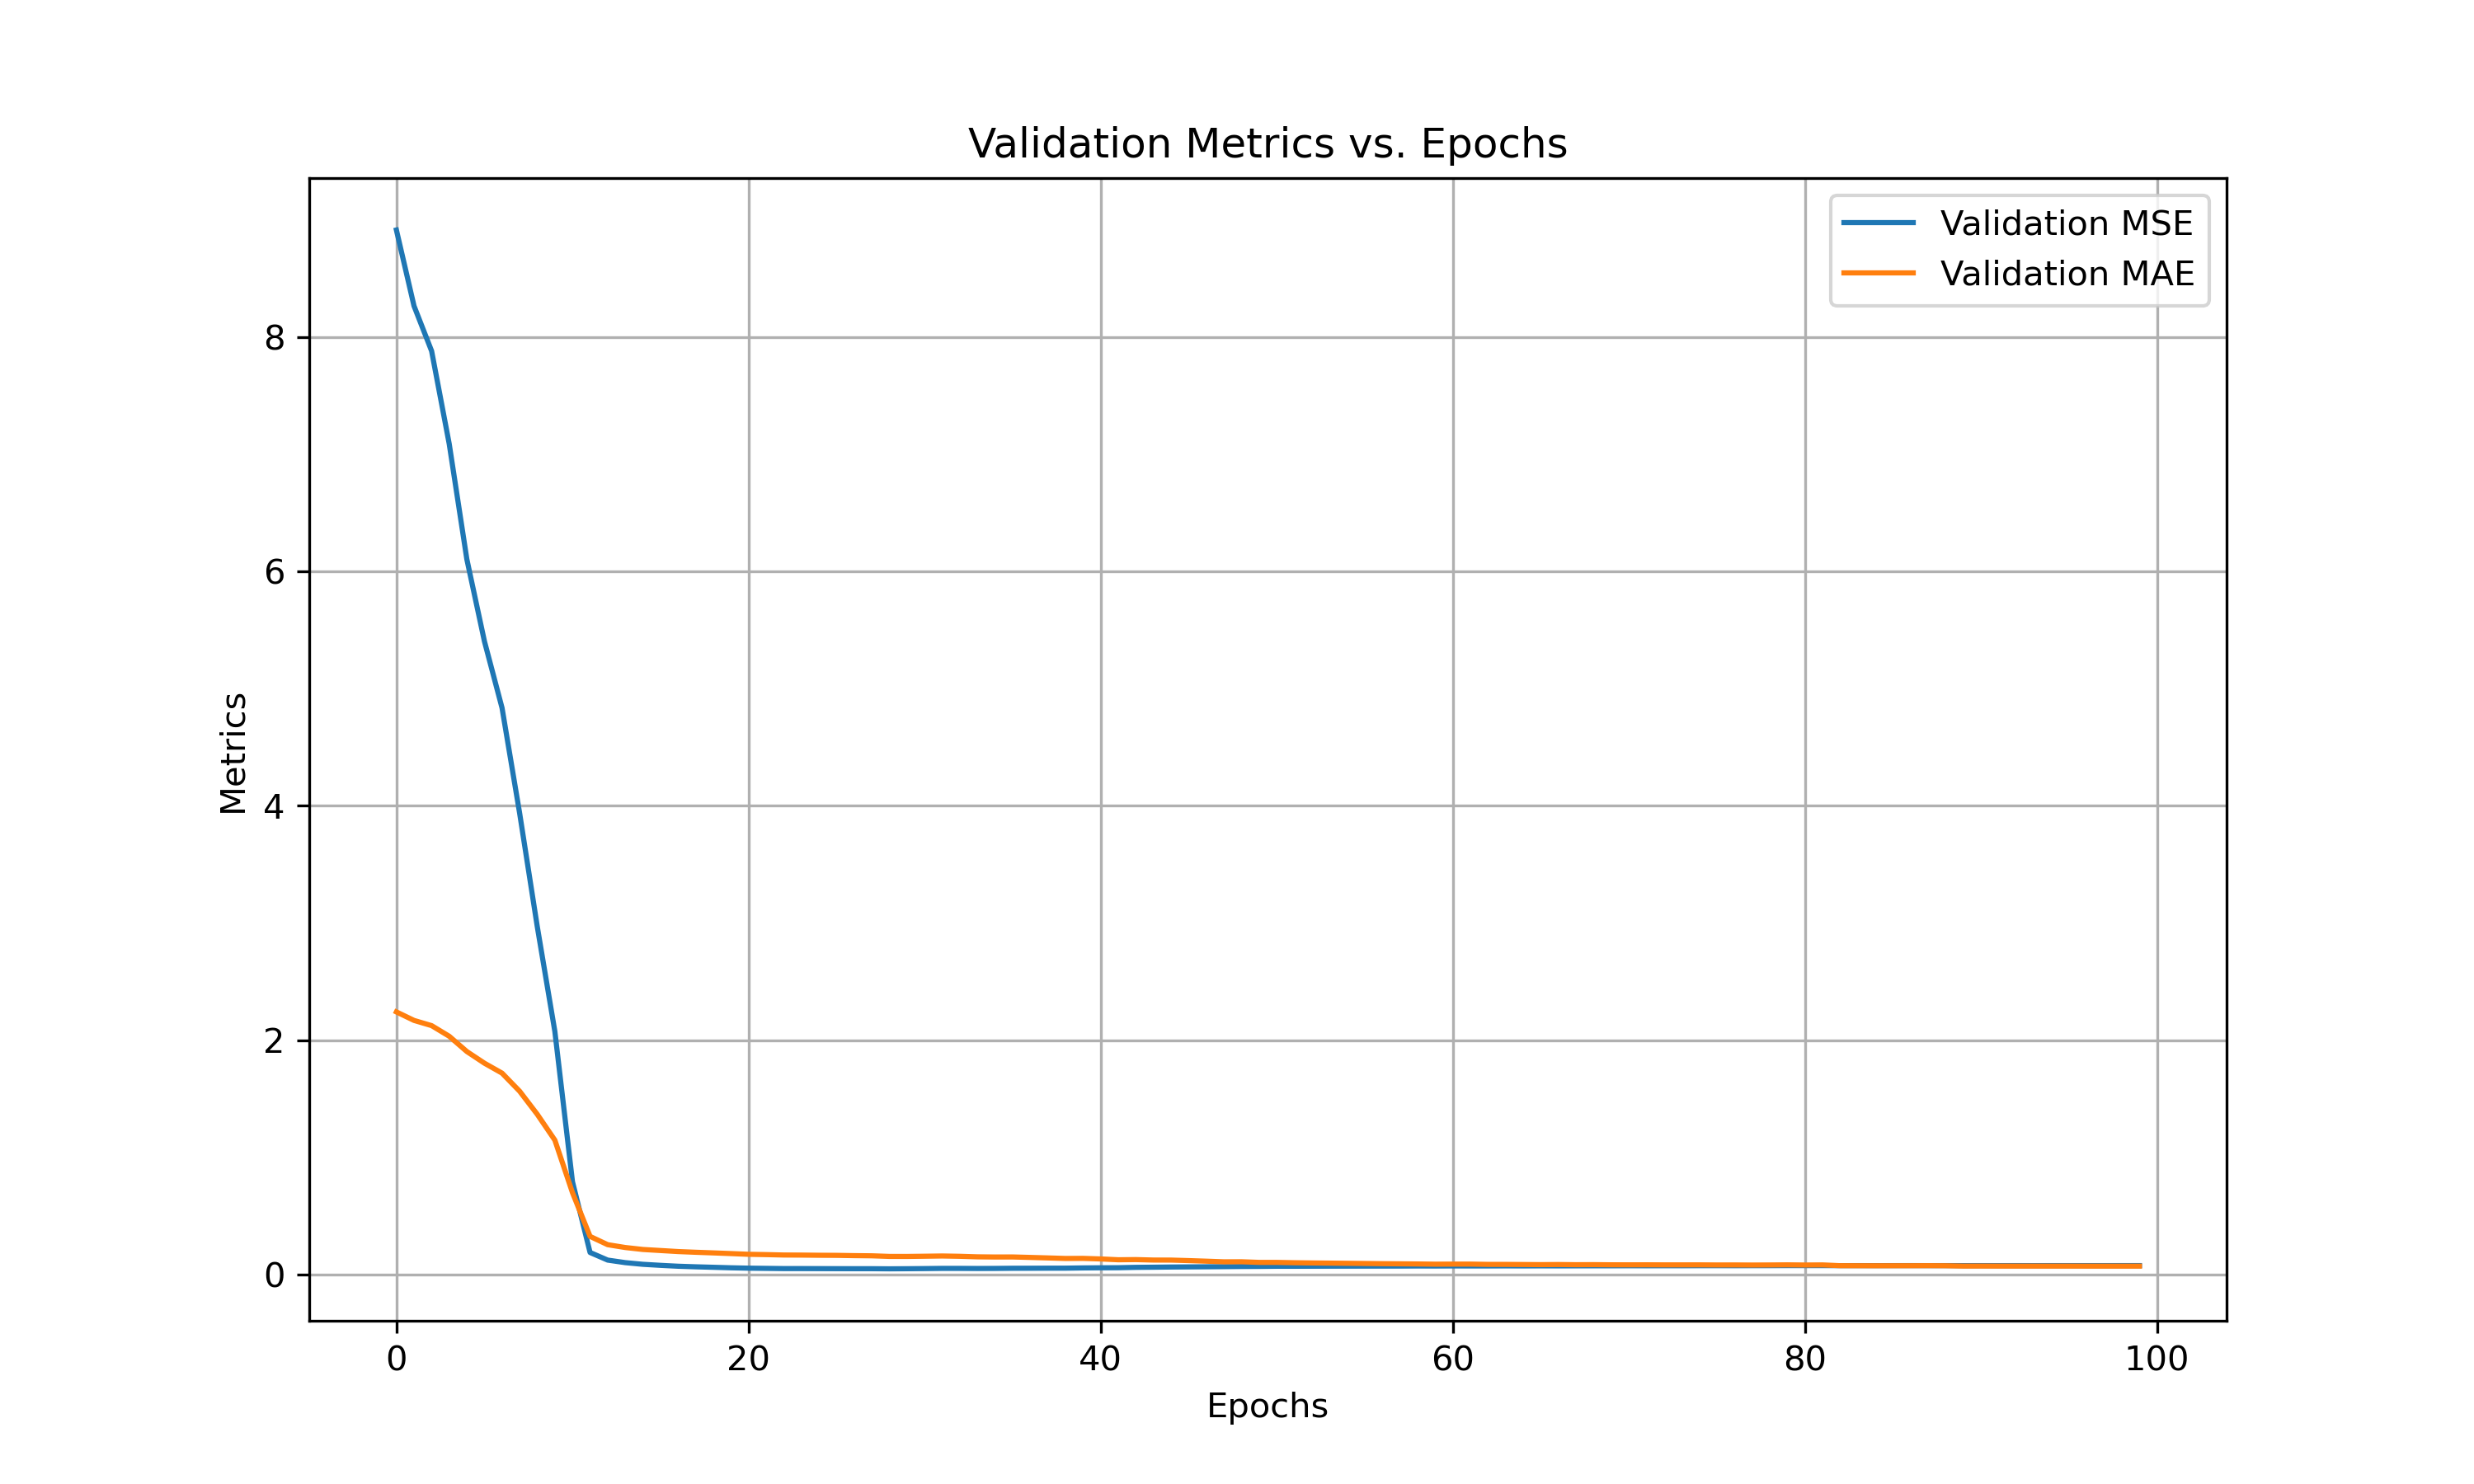 Validation Metrics vs. Epochs
Validation MSE
Validation MAE
8
6
4
2
0
Metrics
0 20 40 60 80 100
Epochs